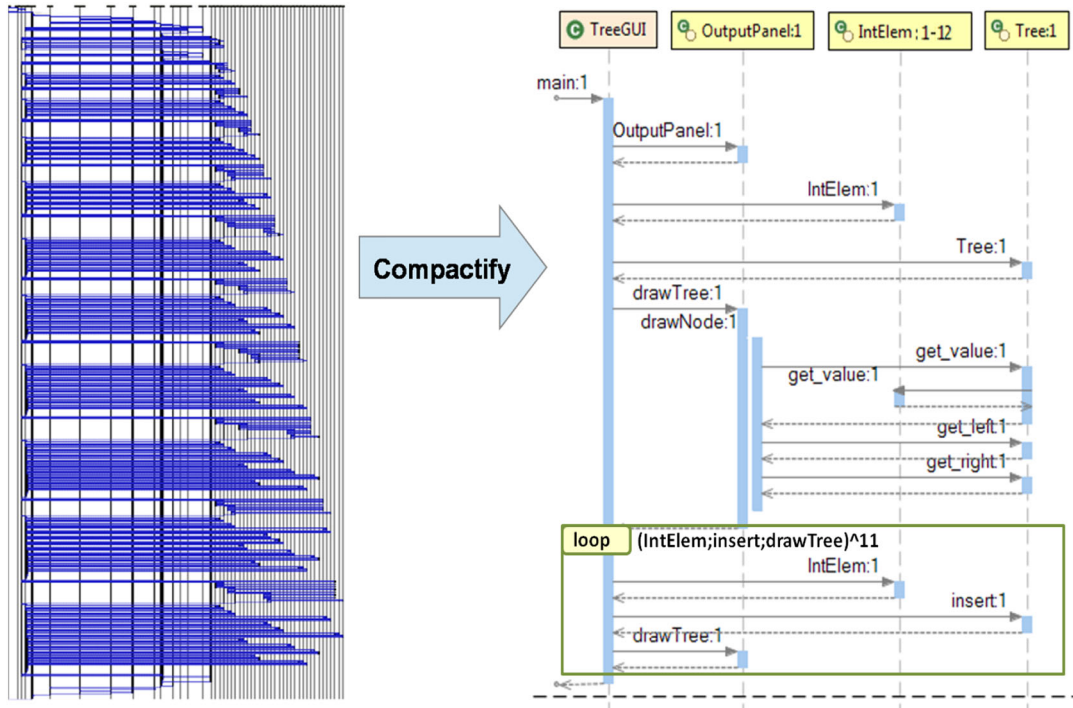 TreeGUI
OutputPanel:1
IntElem : 1-12
Tree:1
main:1
OutputPanel:1
IntElem:1
Tree:1
Compactify
drawTree:1
drawNode:1
get_value:1
get_value:1
get_left:1
get_right:1
loop (IntElem;insert;drawTree)^11
IntElem:1
insert:1
drawTree:1